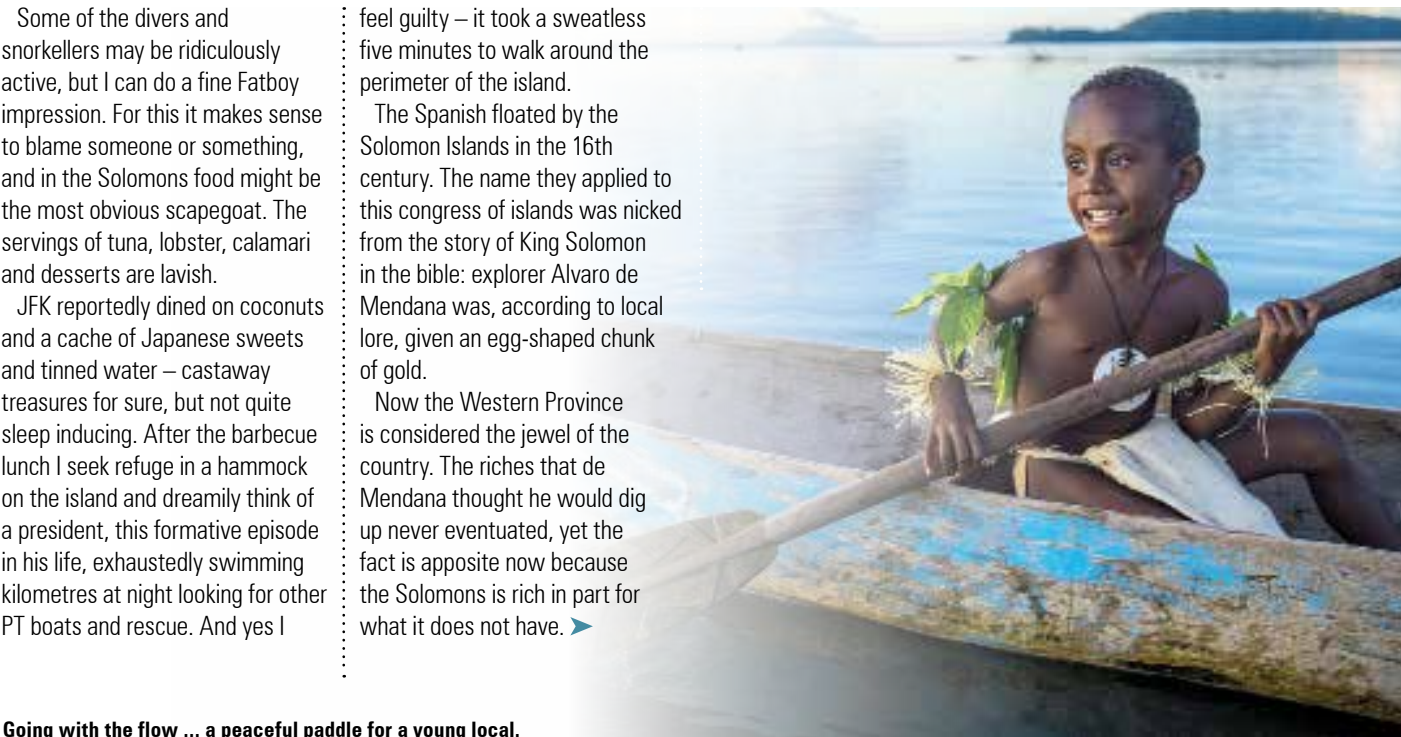 Some of the divers and
snorkellers may be ridiculously
active, but I can do a fine Fatboy
impression. For this it makes sense
to blame someone or something,
and in the Solomons food might be
the most obvious scapegoat. The
servings of tuna, lobster, calamari
and desserts are lavish.
JFK reportedly dined on coconuts
and a cache of Japanese sweets
and tinned water – castaway
treasures for sure, but not quite
sleep inducing. After the barbecue
lunch I seek refuge in a hammock
on the island and dreamily think of
a president, this formative episode
in his life, exhaustedly swimming
kilometres at night looking for other
PT boats and rescue. And yes I
feel guilty – it took a sweatless
five minutes to walk around the
perimeter of the island.
The Spanish floated by the
Solomon Islands in the 16th
century. The name they applied to
this congress of islands was nicked
from the story of King Solomon
in the bible: explorer Alvaro de
Mendana was, according to local
lore, given an egg-shaped chunk
of gold.
Now the Western Province
is considered the jewel of the
country. The riches that de
Mendana thought he would dig
up never eventuated, yet the
fact is apposite now because
the Solomons is rich in part for
what it does not have. ➤
Going with the flow ... a peaceful paddle for a young local.